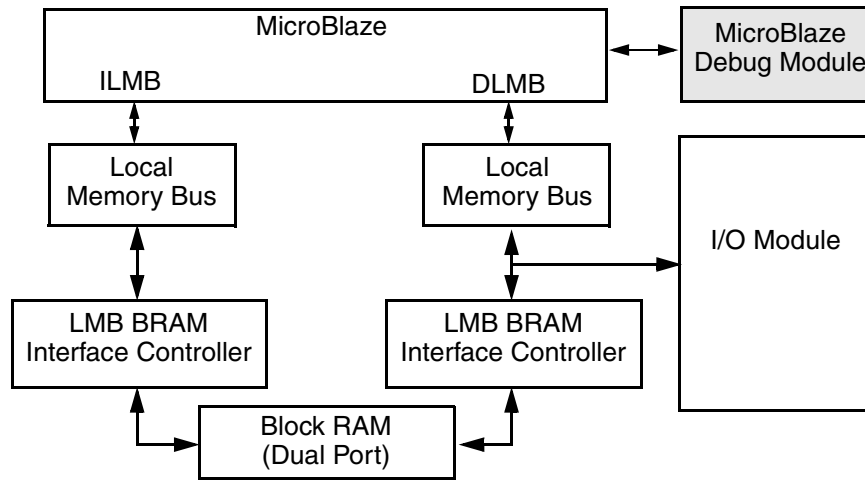 MicroBlaze
MicroBlaze
Debug Module
ILMB
DLMB
Local
Memory Bus
Local
Memory Bus
I/O Module
LMB BRAM
Interface Controller
LMB BRAM
Interface Controller
Block RAM
(Dual Port)